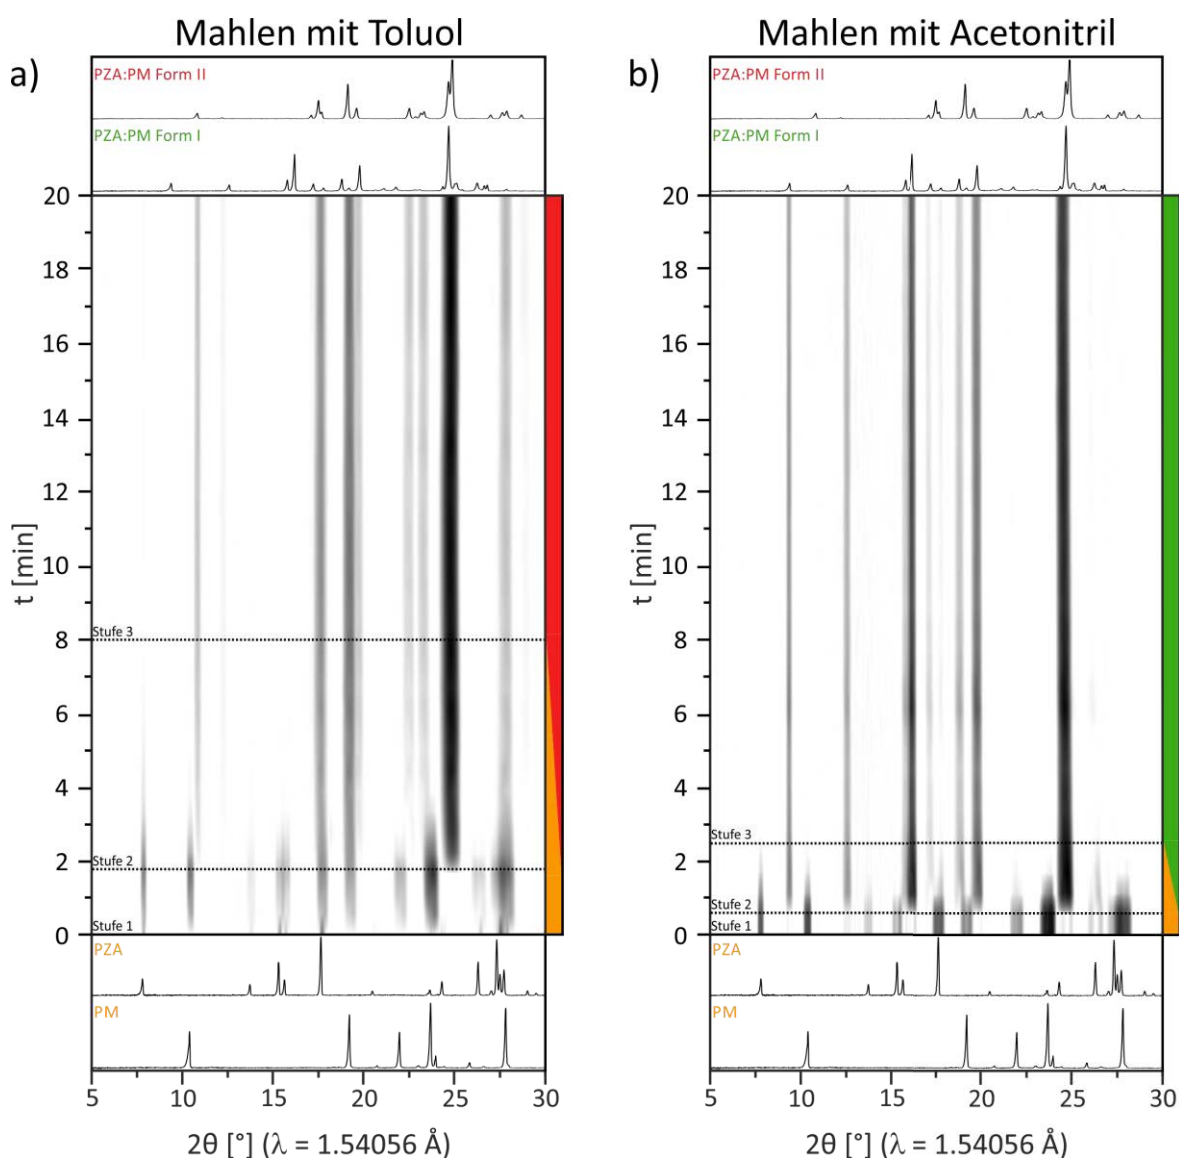 Mahlen mit Toluol
a)
PZA:PM Form II
PZA:PM Form I
20
18
16
14
12
10
8
6
4
2
0
t [min]
Stufe 3
Stufe 2
Stufe 1
PZA
PM
5 10 15 20 25 30
2θ [°] (λ = 1.54056 Å)
Mahlen mit Acetonitril
b)
PZA:PM Form II
PZA:PM Form I
20
18
16
14
12
10
8
6
4
2
0
t [min]
Stufe 3
Stufe 2
Stufe 1
PZA
PM
5 10 15 20 25 30
2θ [°] (λ = 1.54056 Å)